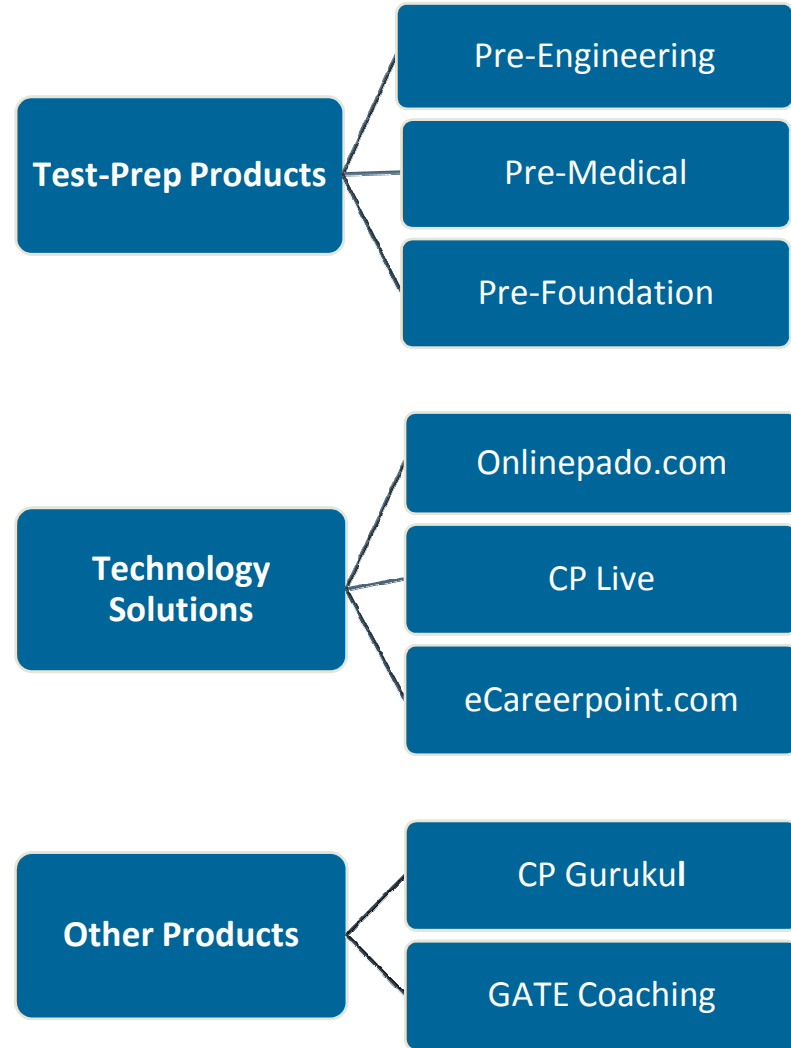 Test-Prep Products
Pre-Engineering
Pre-Medical
Pre-Foundation
Technology
Solutions
Onlinepado.com
CP Live
eCareerpoint.com
Other Products
CP Gurukul
GATE Coaching